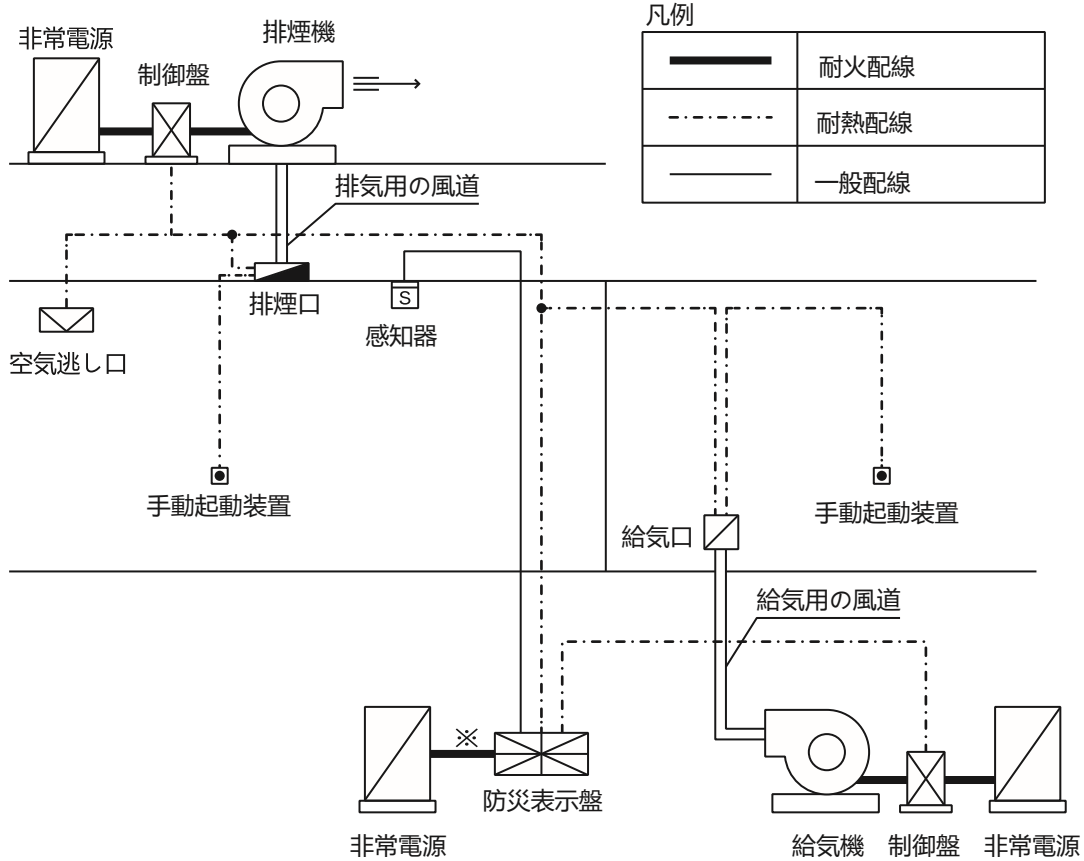 凡例
非常電源
排煙機
制御盤
耐火配線
耐熱配線
一般配線
排気用の風道
排煙口
S
感知器
空気逃し口
手動起動装置
手動起動装置
給気口
給気用の風道
※
防災表示盤
非常電源
給気機
制御盤
非常電源